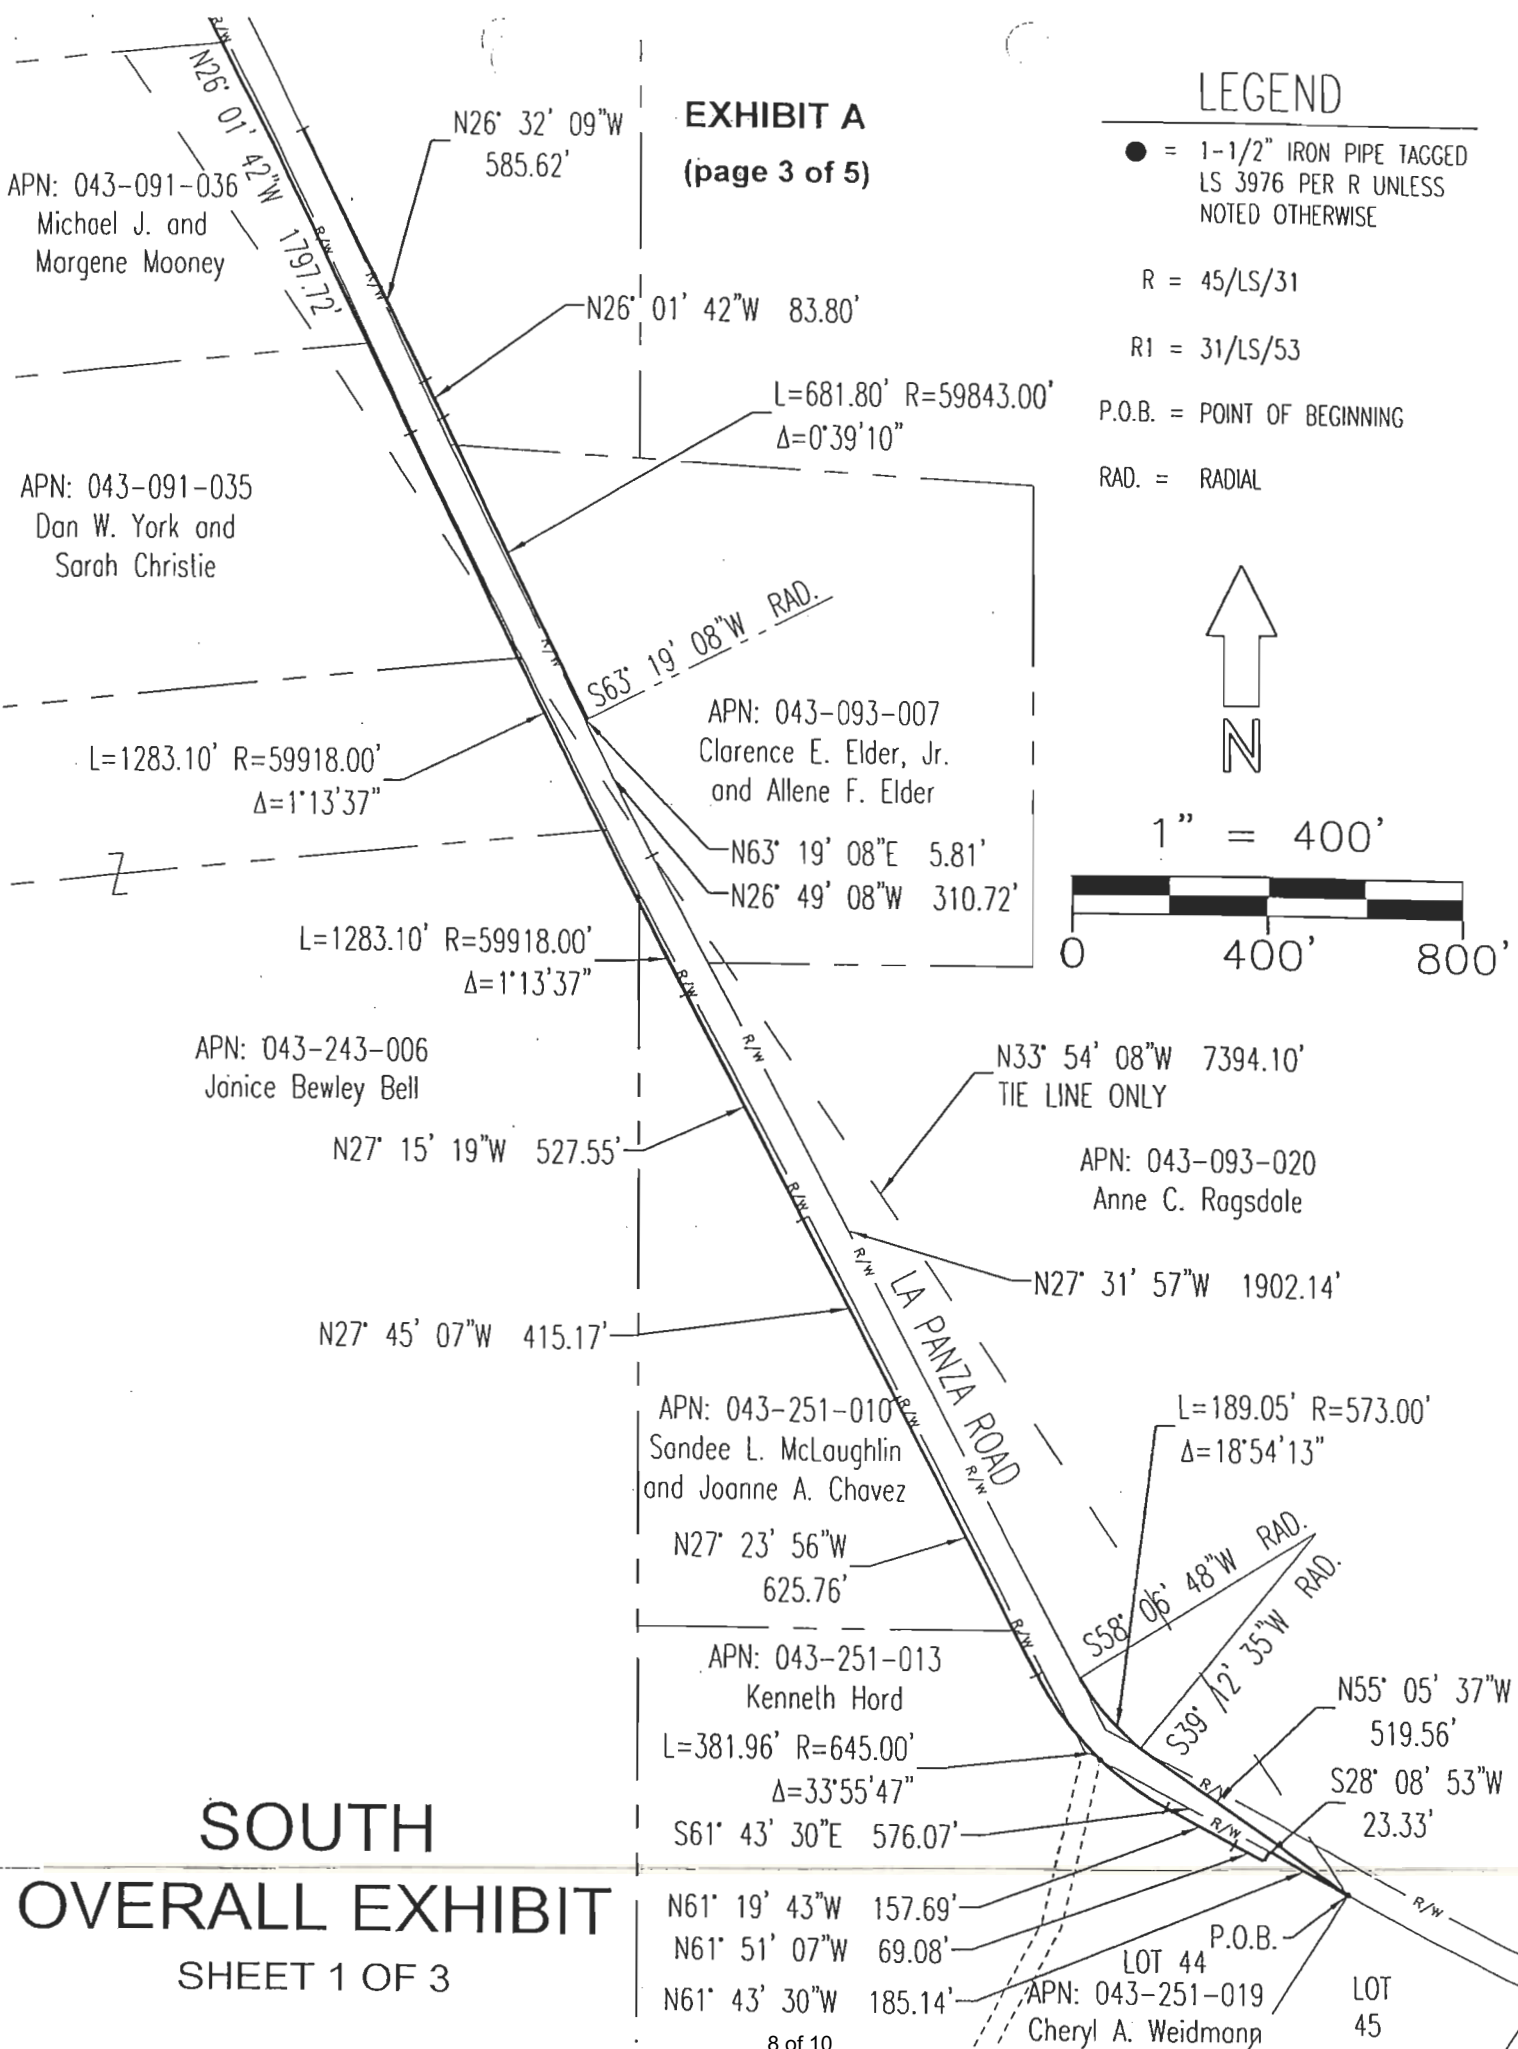 EXHIBIT A
(page 3 of 5)
LEGEND
● = 1-1/2" IRON PIPE TAGGED
LS 3976 PER R UNLESS
NOTED OTHERWISE
R = 45/LS/31
R1 = 31/LS/53
P.O.B. = POINT OF BEGINNING
RAD. = RADIAL
N
1" = 400'
0 400' 800'
R/W
N26° 01' 42"W 1797.72'
N26° 32' 09"W
585.62'
APN: 043-091-036
Michael J. and
Margene Mooney
R/W
R/W
N26° 01' 42"W 83.80'
L=681.80' R=59843.00'
Δ=0°39'10"
APN: 043-091-035
Dan W. York and
Sarah Christie
R/W
S63° 19' 08"W RAD.
APN: 043-093-007
Clarence E. Elder, Jr.
and Allene F. Elder
L=1283.10' R=59918.00'
Δ=1°13'37"
N63° 19' 08"E 5.81'
N26° 49' 08"W 310.72'
L=1283.10' R=59918.00'
Δ=1°13'37"
R/W
R/W
APN: 043-243-006
Janice Bewley Bell
N33° 54' 08"W 7394.10'
TIE LINE ONLY
N27° 15' 19"W 527.55'
APN: 043-093-020
Anne C. Ragsdale
R/W
R/W
N27° 31' 57"W 1902.14'
LA PANZA ROAD
N27° 45' 07"W 415.17'
APN: 043-251-010
Sandee L. McLaughlin
and Joanne A. Chavez
R/W
R/W
L=189.05' R=573.00'
Δ=18°54'13"
N27° 23' 56"W
625.76'
S58° 06' 48"W RAD.
S39° 12' 35"W RAD.
R/W
APN: 043-251-013
Kenneth Hord
N55° 05' 37"W
519.56'
L=381.96' R=645.00'
Δ=33°55'47"
S28° 08' 53"W
23.33'
R/W
R/W
S61° 43' 30"E 576.07'
N61° 19' 43"W 157.69'
N61° 51' 07"W 69.08'
N61° 43' 30"W 185.14'
R/W
P.O.B.
LOT 44
APN: 043-251-019
Cheryl A. Weidmann
LOT
45
SOUTH
OVERALL EXHIBIT
SHEET 1 OF 3
8 of 10